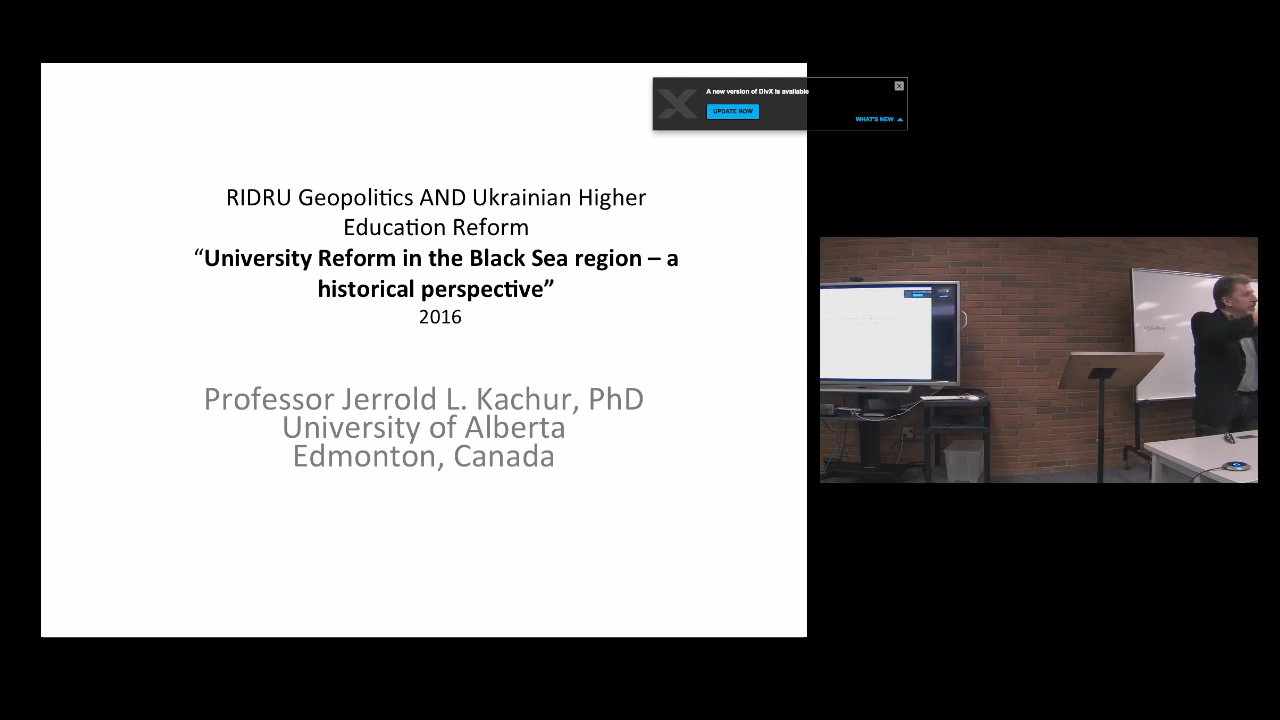 A new version of DivX is available
UPDATE NOW
WHAT'S NEW
RIDRU Geopolitics AND Ukrainian Higher
Education Reform
“University Reform in the Black Sea region – a
historical perspective”
2016
Professor Jerrold L. Kachur, PhD
University of Alberta
Edmonton, Canada